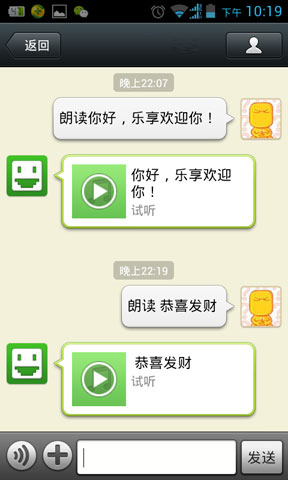 下午 10:19
返回
晚上22:07
朗读你好，乐享欢迎你！
你好，乐享欢迎
你！
试听
晚上22:19
朗读 恭喜发财
恭喜发财
试听
发送